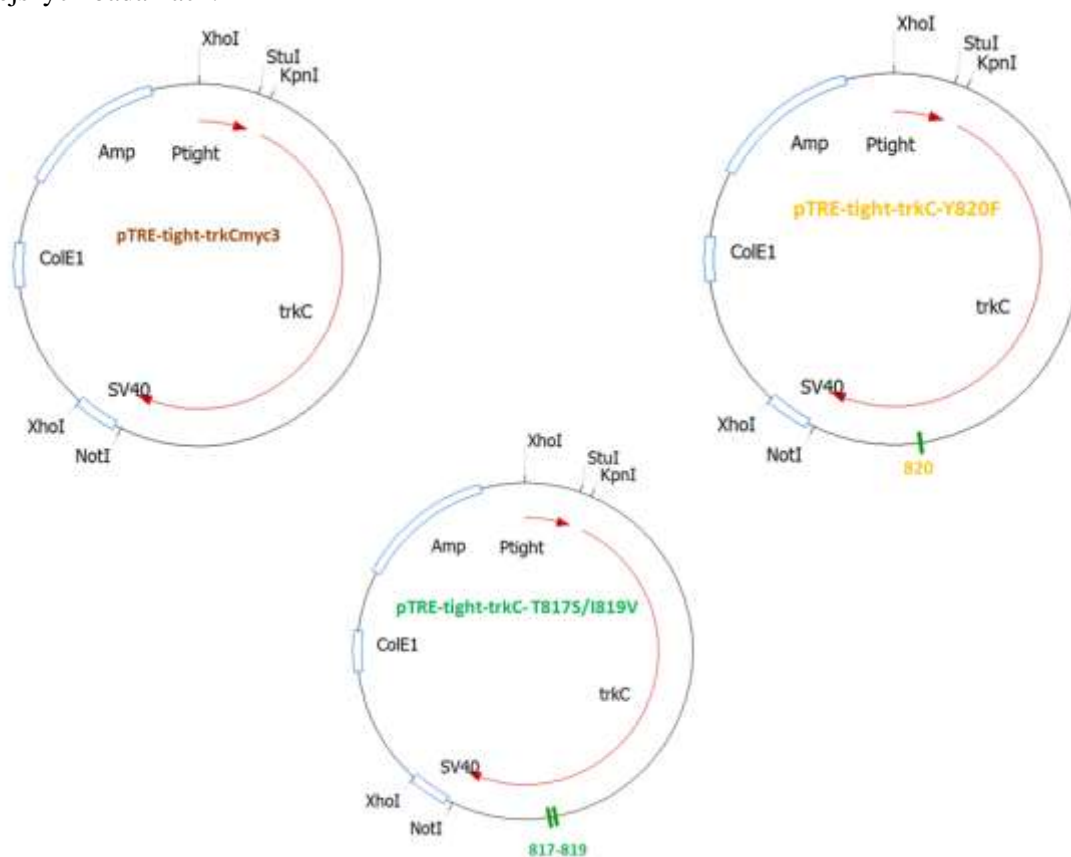 XhoI
StuI
KpnI
Amp
Ptight
pTRE-tight-trkCmyc3
ColE1
trkC
SV40
XhoI
NotI
XhoI
StuI
KpnI
Amp
Ptight
pTRE-tight-trkC-Y820F
ColE1
trkC
SV40
XhoI
NotI
820
XhoI
StuI
KpnI
Amp
Ptight
pTRE-tight-trkC- T817S/I819V
ColE1
trkC
SV40
XhoI
NotI
817-819